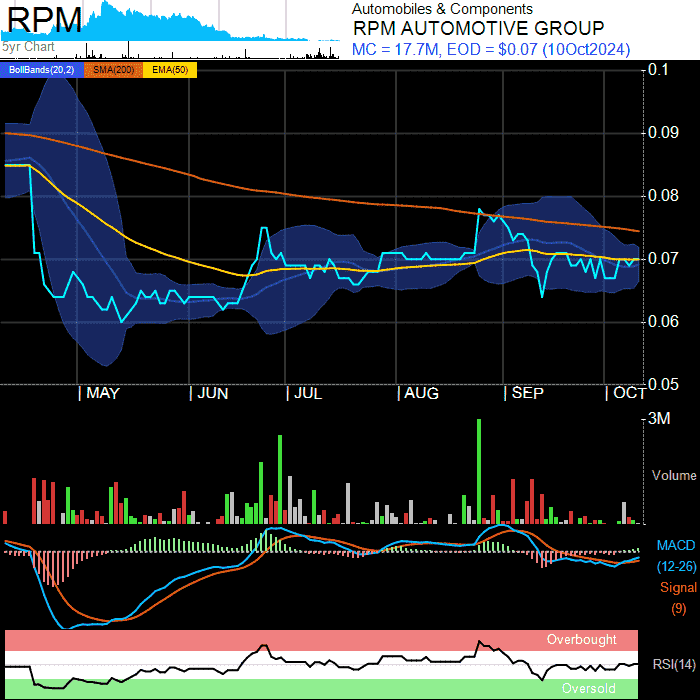 RPM
5yr Chart
Automobiles & Components
RPM AUTOMOTIVE GROUP
MC = 17.7M, EOD = $0.07 (10Oct2024)
BollBands(20,2) SMA(200) EMA(50)
0.1
0.09
0.08
0.07
0.06
0.05
| MAY | JUN | JUL | AUG | SEP | OCT
3M
Volume
MACD
(12-26)
Signal
(9)
Overbought
RSI(14)
Oversold